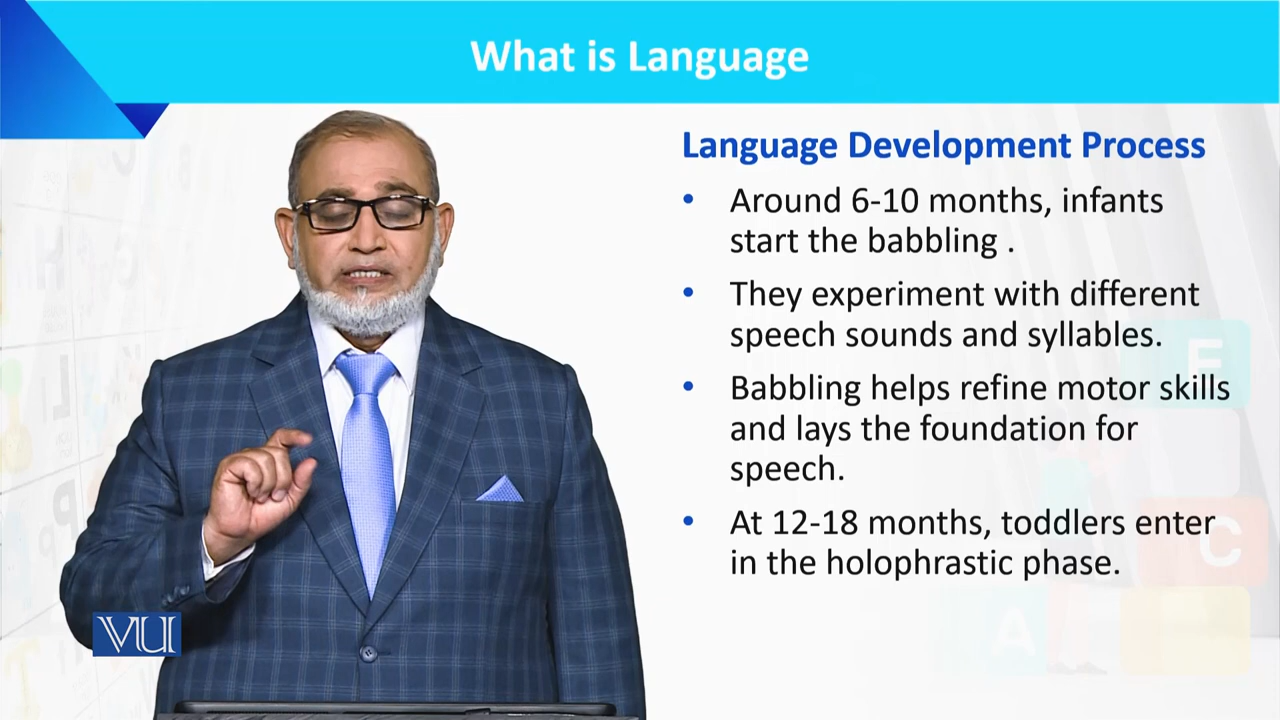 What is Language
Language Development Process
• Around 6-10 months, infants
start the babbling .
• They experiment with different
speech sounds and syllables.
• Babbling helps refine motor skills
and lays the foundation for
speech.
• At 12-18 months, toddlers enter
in the holophrastic phase.
VU
E
C
A